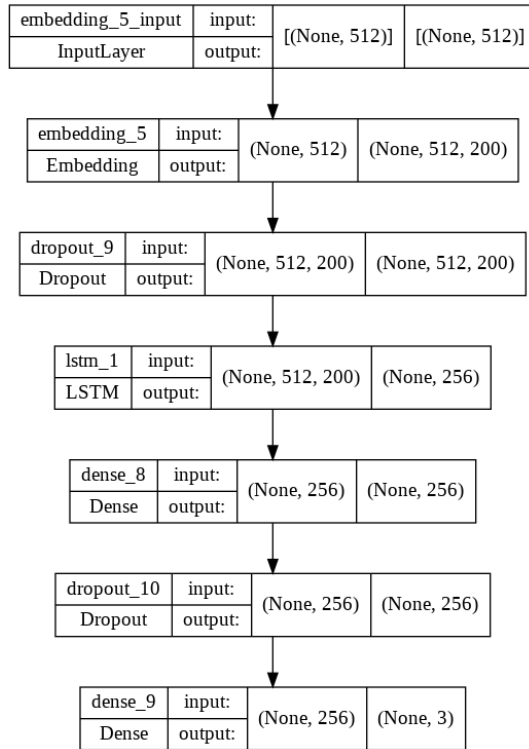 embedding_5_input input: [(None, 512)] [(None, 512)]
InputLayer output:
embedding_5 input: (None, 512) (None, 512, 200)
Embedding output:
dropout_9 input: (None, 512, 200) (None, 512, 200)
Dropout output:
lstm_1 input: (None, 512, 200) (None, 256)
LSTM output:
dense_8 input: (None, 256) (None, 256)
Dense output:
dropout_10 input: (None, 256) (None, 256)
Dropout output:
dense_9 input: (None, 256) (None, 3)
Dense output: